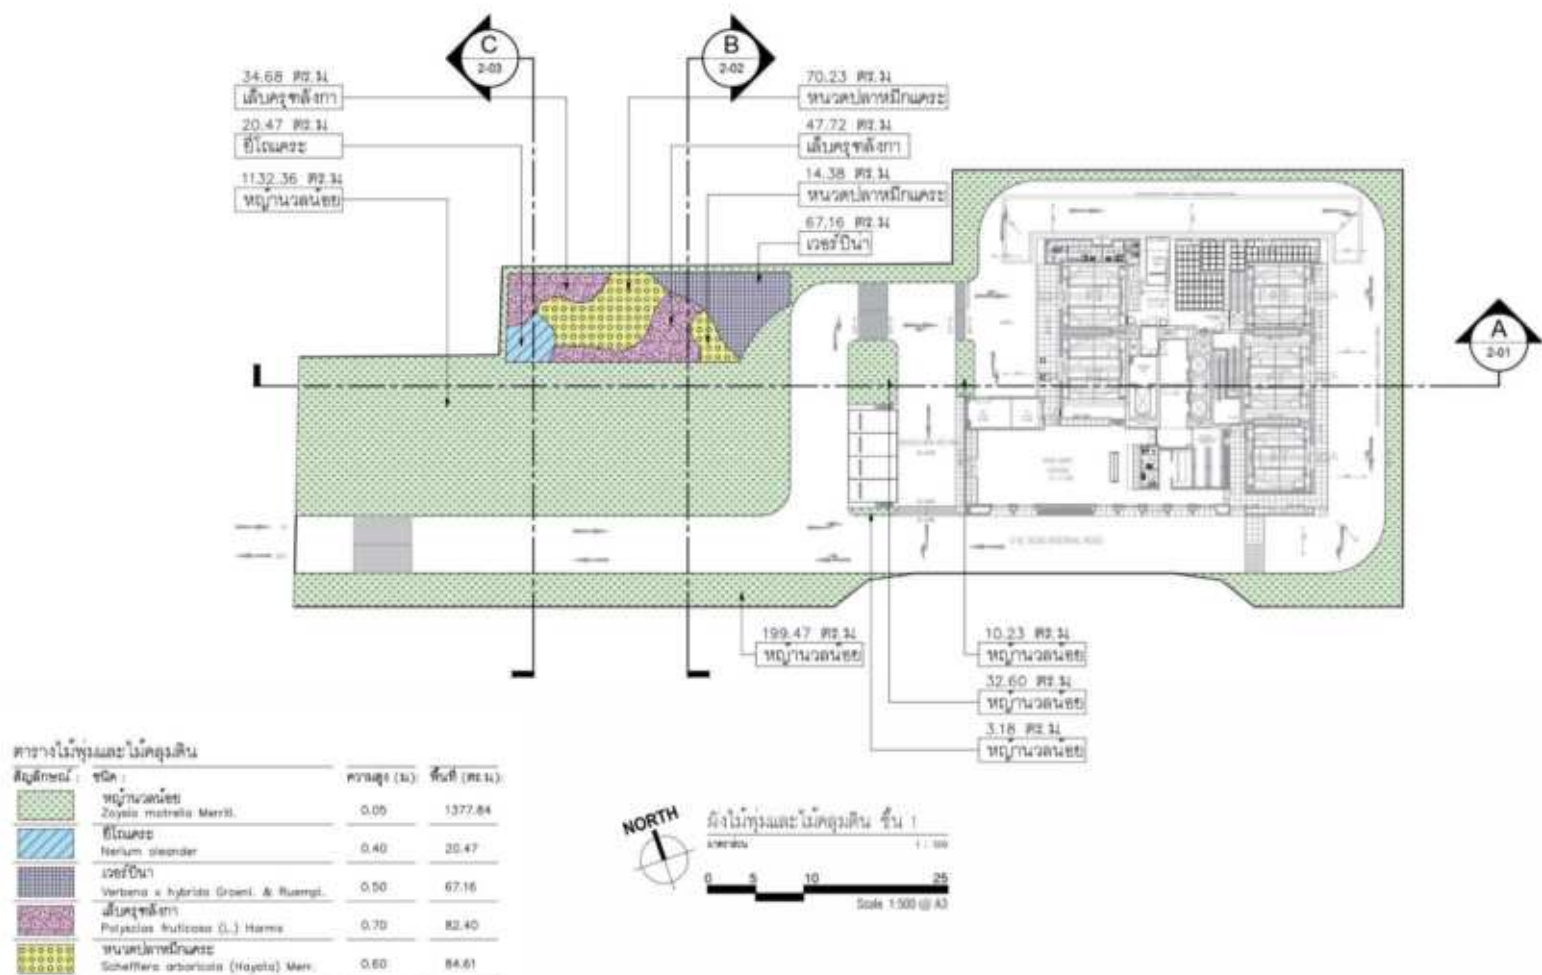 C
2-03
B
2-02
34.68 ตร.ม
เล็บครุฑลังกา
20.47 ตร.ม
ยี่โถแคระ
1132.36 ตร.ม
หญ้านวลน้อย
70.23 ตร.ม
หนวดปลาหมึกแคระ
47.72 ตร.ม
เล็บครุฑลังกา
14.38 ตร.ม
หนวดปลาหมึกแคระ
67.16 ตร.ม
เวอร์บีน่า
A
2-01
199.47 ตร.ม
หญ้านวลน้อย
10.23 ตร.ม
หญ้านวลน้อย
32.60 ตร.ม
หญ้านวลน้อย
3.18 ตร.ม
หญ้านวลน้อย
ตารางไม้พุ่มและไม้คลุมดิน
สัญลักษณ์ : ชนิด : ความสูง (ม.): พื้นที่ (ตร.ม.):
หญ้านวลน้อย
Zoysia matrella Merril. 0.05 1377.84
ยี่โถแคระ
Nerium oleander 0.40 20.47
เวอร์บีน่า
Verbena x hybrida Groenl. & Ruempl. 0.50 67.16
เล็บครุฑลังกา
Polyscias fruticosa (L.) Harms 0.70 82.40
หนวดปลาหมึกแคระ
Schefflera arboricola (Hayata) Merr. 0.60 84.61
NORTH
ผังไม้พุ่มและไม้คลุมดิน ชั้น 1
มาตราส่วน 1 : 500
0 5 10 25
Scale 1:500 @ A3